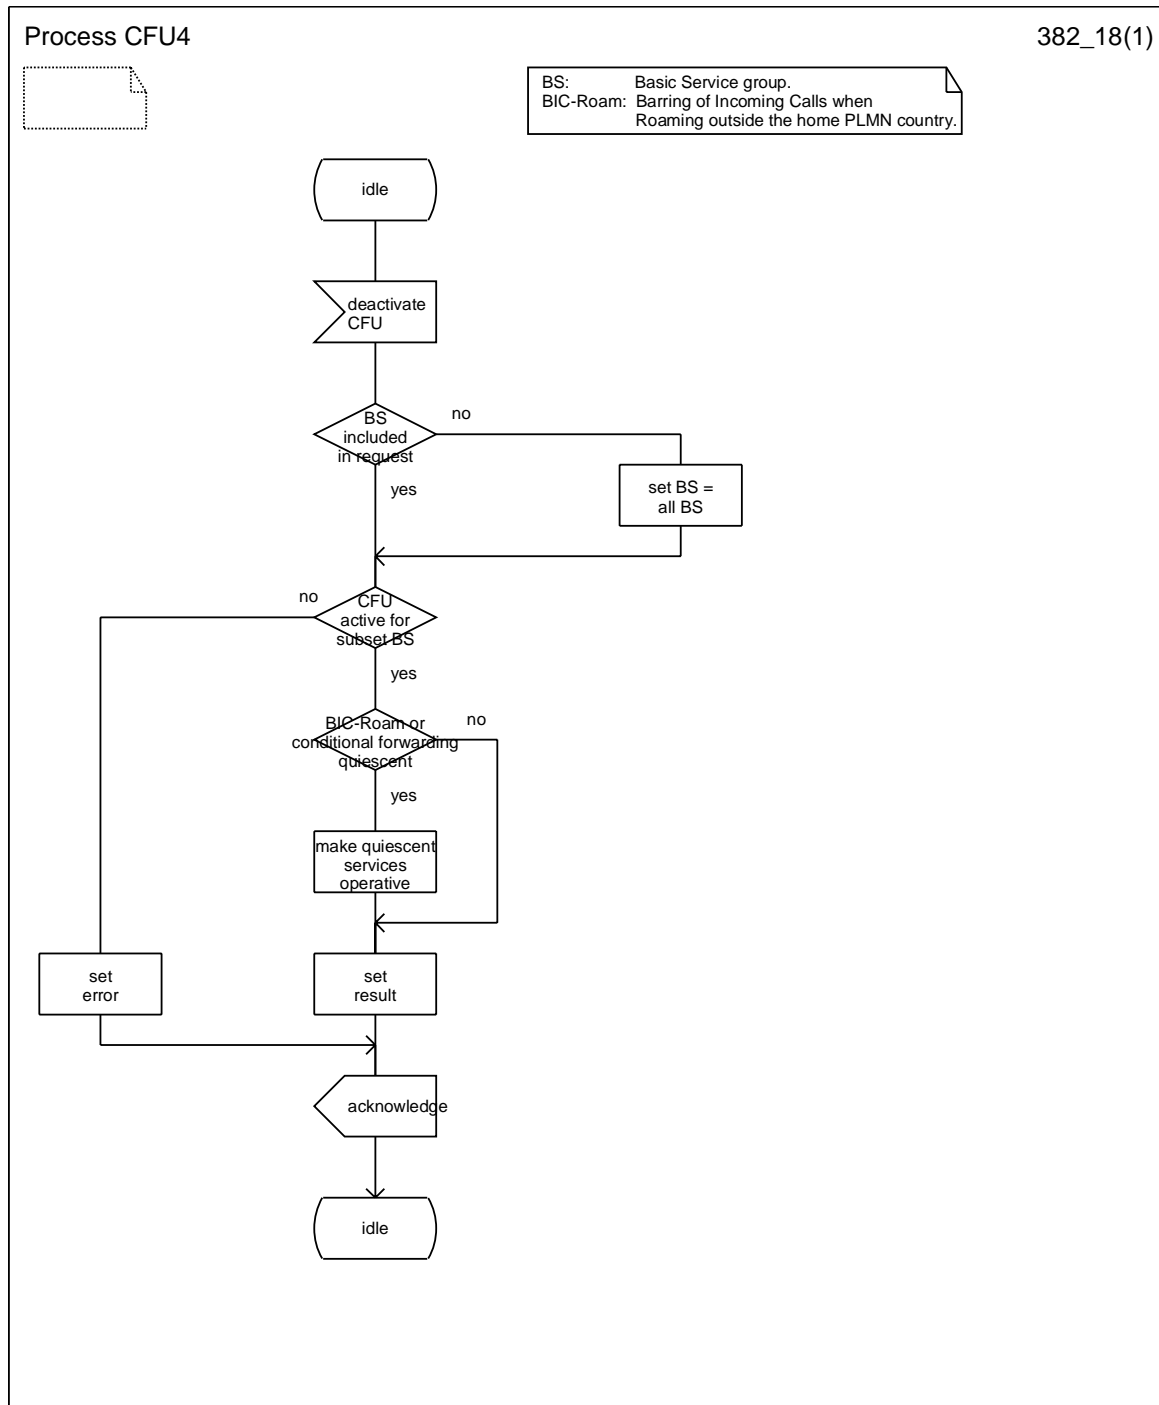 Process CFU4
382_18(1)
BS: Basic Service group.
BIC-Roam: Barring of Incoming Calls when
Roaming outside the home PLMN country.
idle
deactivate
CFU
BS
included
in request
no
yes
set BS =
all BS
no
CFU
active for
subset BS
yes
BIC-Roam or
conditional forwarding
quiescent
no
yes
make quiescent
services
operative
set
error
set
result
acknowledge
idle